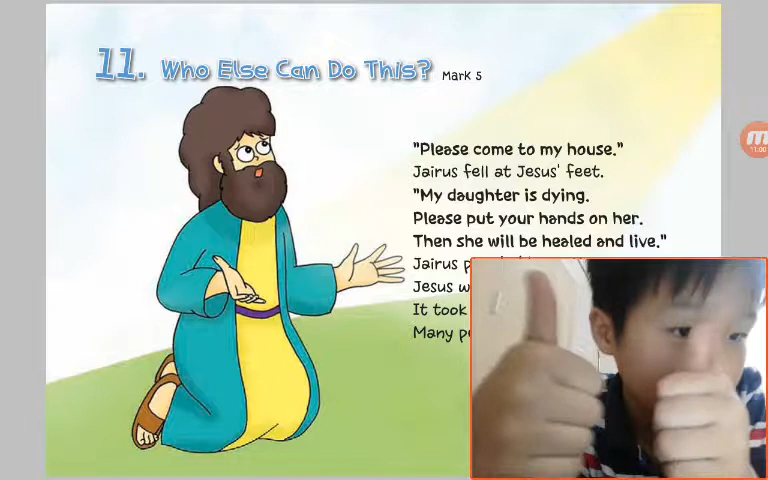 11. Who Else Can Do This? Mark 5
"Please come to my house."
Jairus fell at Jesus' feet.
"My daughter is dying.
Please put your hands on her.
Then she will be healed and live."
Jairus
Jesus
It took
Many
11:00